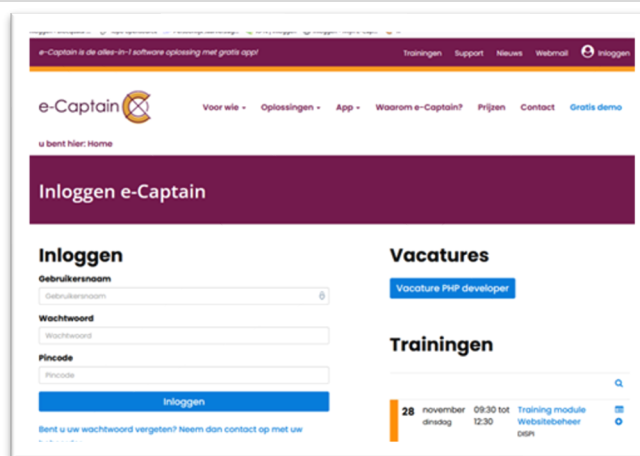 e-Captain is de alles-in-1 software oplossing met gratis app!
Trainingen Support Nieuws Webmail Inloggen
e-Captain
Voor wie Oplossingen App Waarom e-Captain? Prijzen Contact Gratis demo
u bent hier: Home
Inloggen e-Captain
Inloggen
Gebruikersnaam
Gebruikersnaam
Wachtwoord
Wachtwoord
Pincode
Pincode
Inloggen
Bent u uw wachtwoord vergeten? Neem dan contact op met uw
Vacatures
Vacature PHP developer
Trainingen
28 november 09:30 tot Training module
dinsdag 12:30 Websitebeheer
DISPI